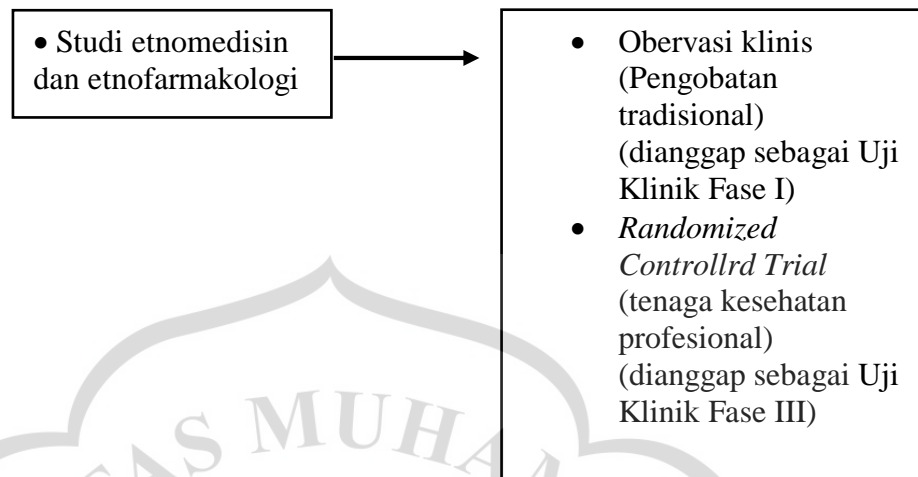 • Studi etnomedisin
dan etnofarmakologi
• Obervasi klinis
(Pengobatan
tradisional)
(dianggap sebagai Uji
Klinik Fase I)
• Randomized
Controllrd Trial
(tenaga kesehatan
profesional)
(dianggap sebagai Uji
Klinik Fase III)
AS MUHA